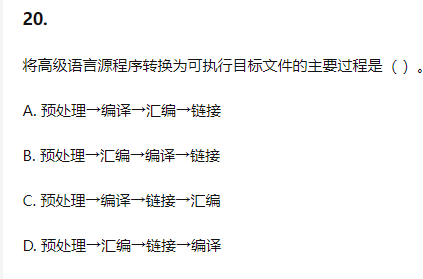 20.
将高级语言源程序转换为可执行目标文件的主要过程是（ ）。
A. 预处理→编译→汇编→链接
B. 预处理→汇编→编译→链接
C. 预处理→编译→链接→汇编
D. 预处理→汇编→链接→编译